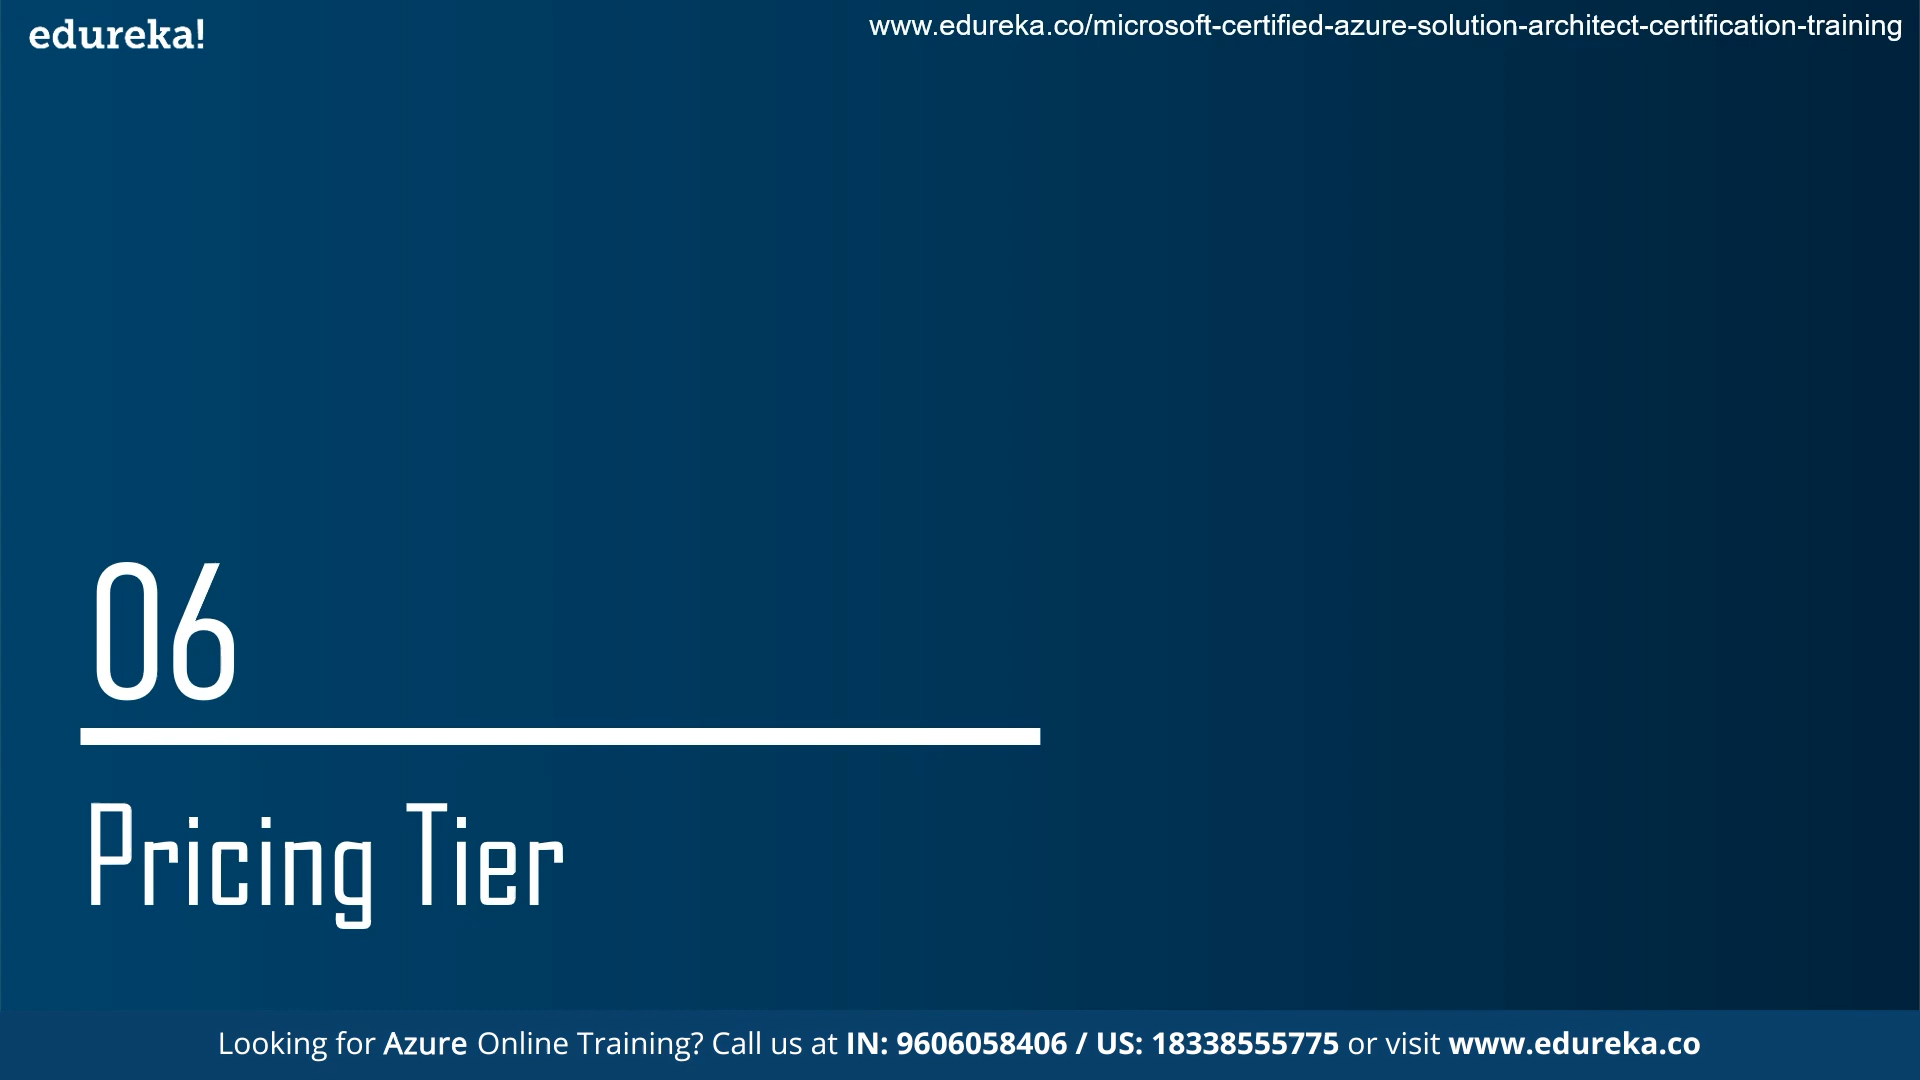 edureka!
www.edureka.co/microsoft-certified-azure-solution-architect-certification-training
06
Pricing Tier
Looking for Azure Online Training? Call us at IN: 9606058406 / US: 18338555775 or visit www.edureka.co